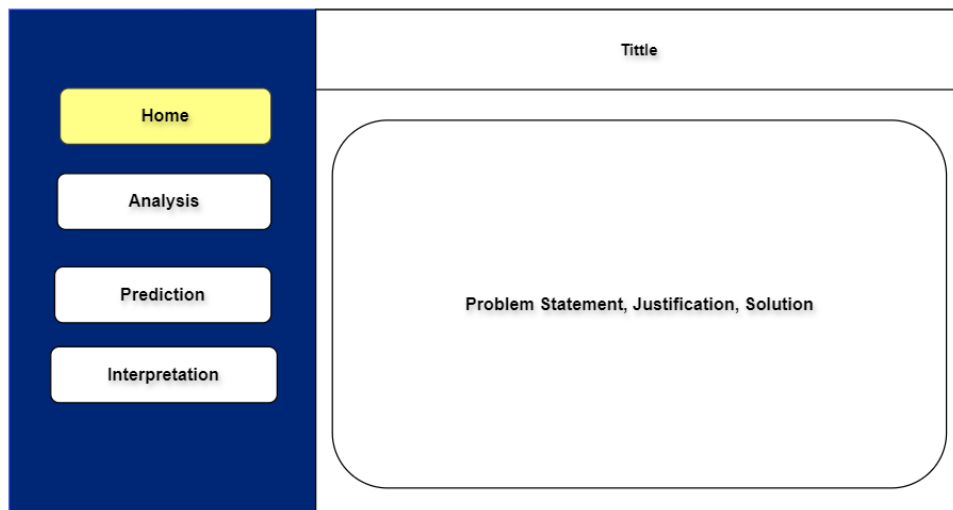 Tittle
Home
Analysis
Prediction
Interpretation
Problem Statement, Justification, Solution